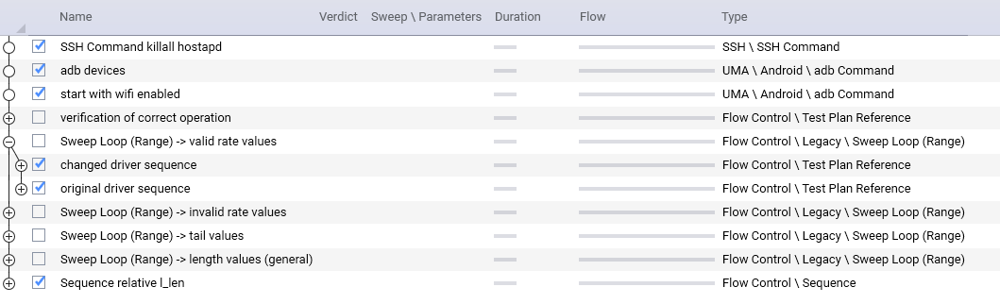 Name Verdict Sweep \ Parameters Duration Flow Type
SSH Command killall hostapd SSH \ SSH Command
adb devices UMA \ Android \ adb Command
start with wifi enabled UMA \ Android \ adb Command
verification of correct operation Flow Control \ Test Plan Reference
Sweep Loop (Range) -> valid rate values Flow Control \ Legacy \ Sweep Loop (Range)
changed driver sequence Flow Control \ Test Plan Reference
original driver sequence Flow Control \ Test Plan Reference
Sweep Loop (Range) -> invalid rate values Flow Control \ Legacy \ Sweep Loop (Range)
Sweep Loop (Range) -> tail values Flow Control \ Legacy \ Sweep Loop (Range)
Sweep Loop (Range) -> length values (general) Flow Control \ Legacy \ Sweep Loop (Range)
Sequence relative l_len Flow Control \ Sequence